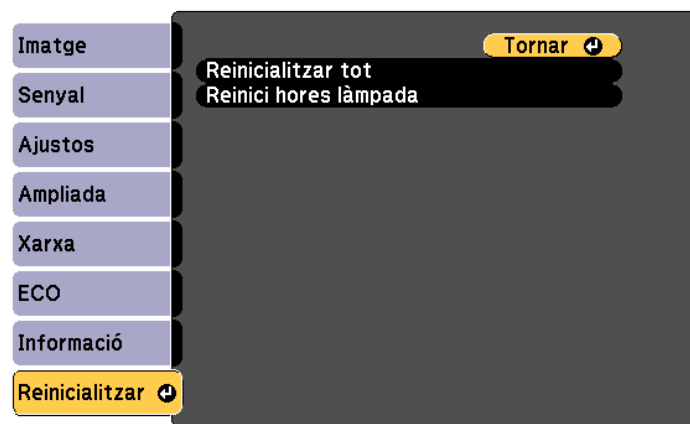 Imatge
Senyal
Ajustos
Ampliada
Xarxa
ECO
Informació
Reinicialitzar
Tornar
Reinicialitzar tot
Reinici hores làmpada